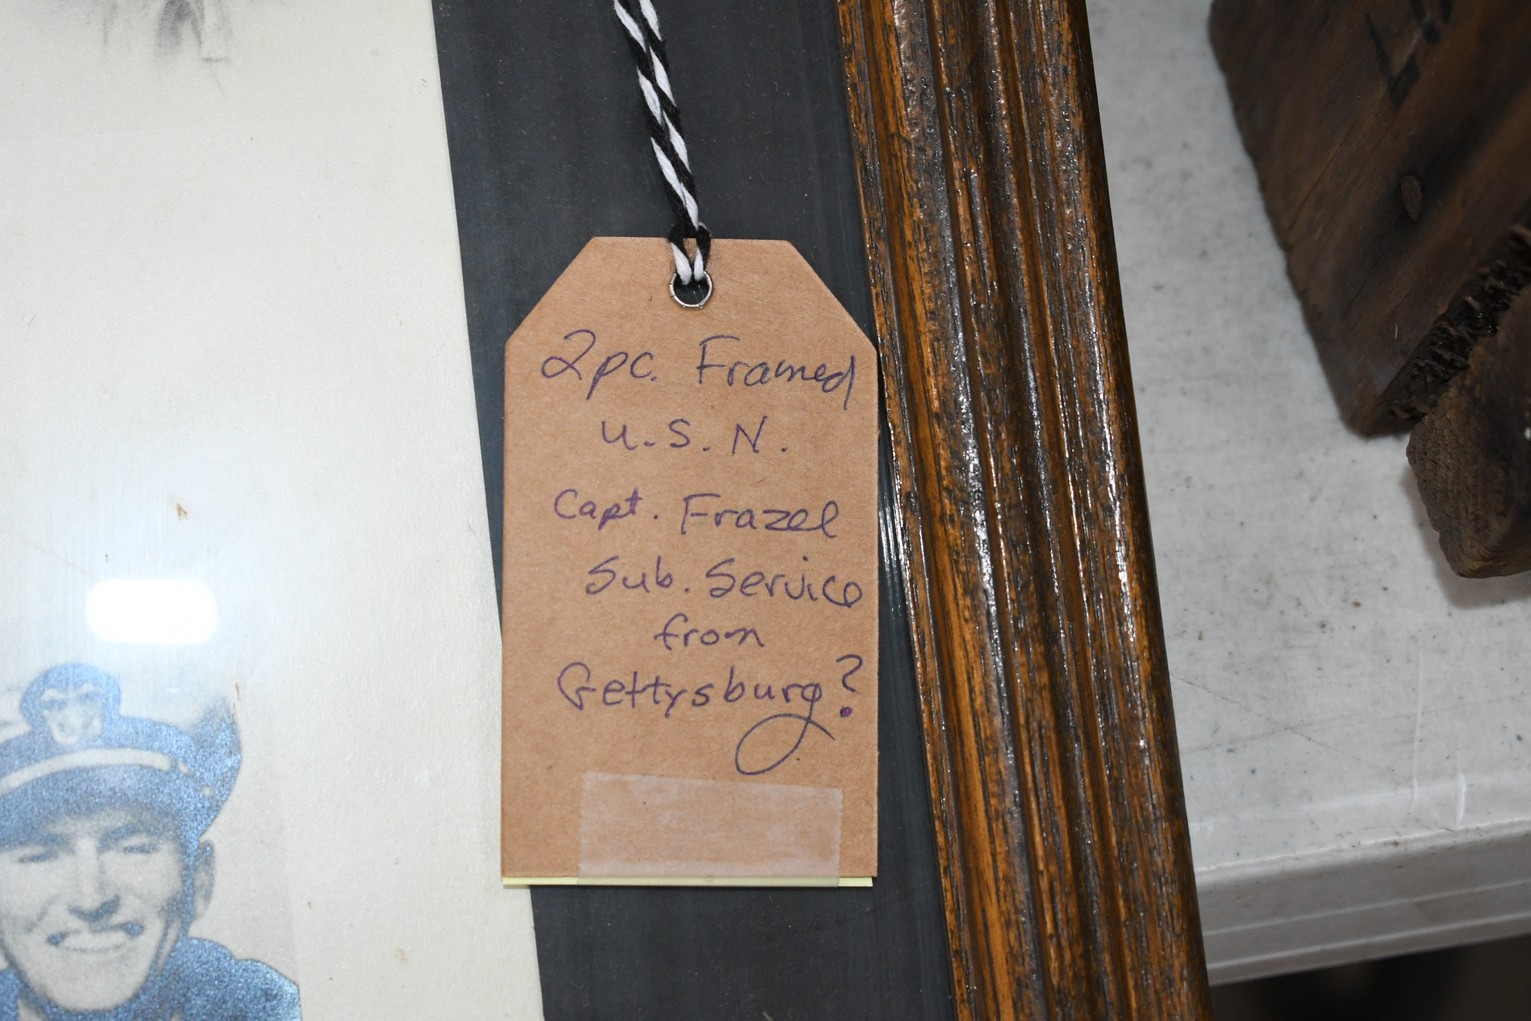 2pc. Framed
U.S.N.
Capt. Frazel
Sub. Service
from
Gettysburg?